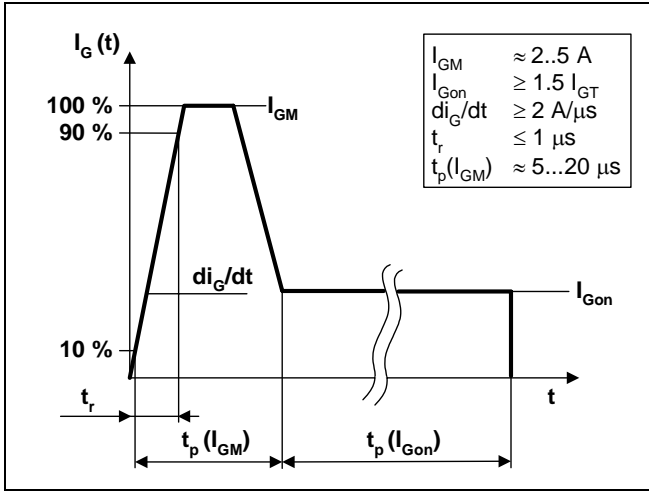 I_G (t)
100 %
90 %
10 %
I_GM
di_G/dt
I_Gon
t
t_r
t_p (I_GM)
t_p (I_Gon)
I_GM ≈ 2..5 A
I_Gon ≥ 1.5 I_GT
di_G/dt ≥ 2 A/µs
t_r ≤ 1 µs
t_p(I_GM) ≈ 5...20 µs